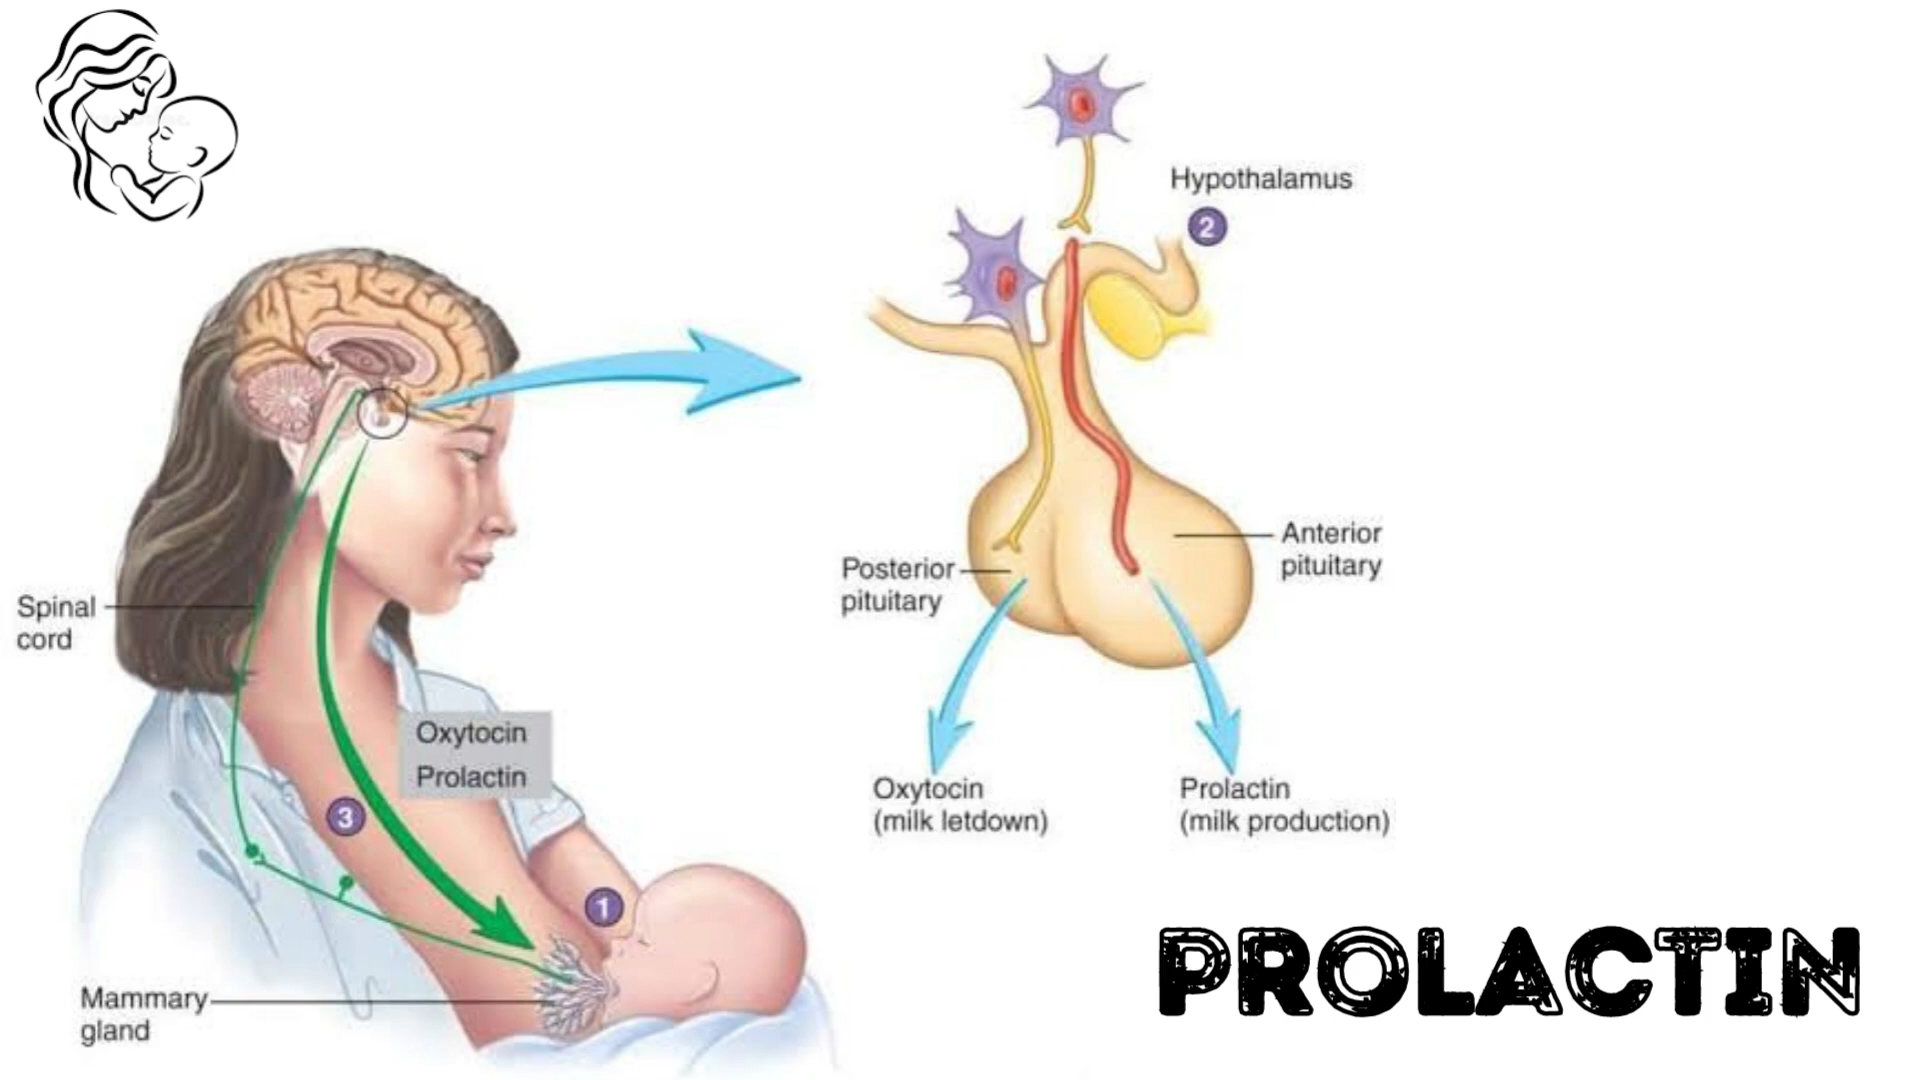 Hypothalamus
2
Spinal
cord
Posterior
pituitary
Anterior
pituitary
Oxytocin
Prolactin
3
Oxytocin
(milk letdown)
Prolactin
(milk production)
1
Mammary
gland
PROLACTIN